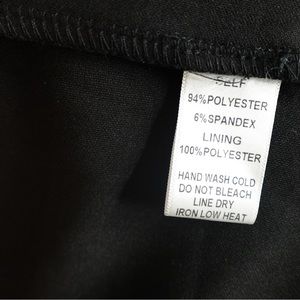 SELF
94%POLYESTER
6%SPANDEX
LINING
100%POLYESTER
HAND WASH COLD
DO NOT BLEACH
LINE DRY
IRON LOW HEAT